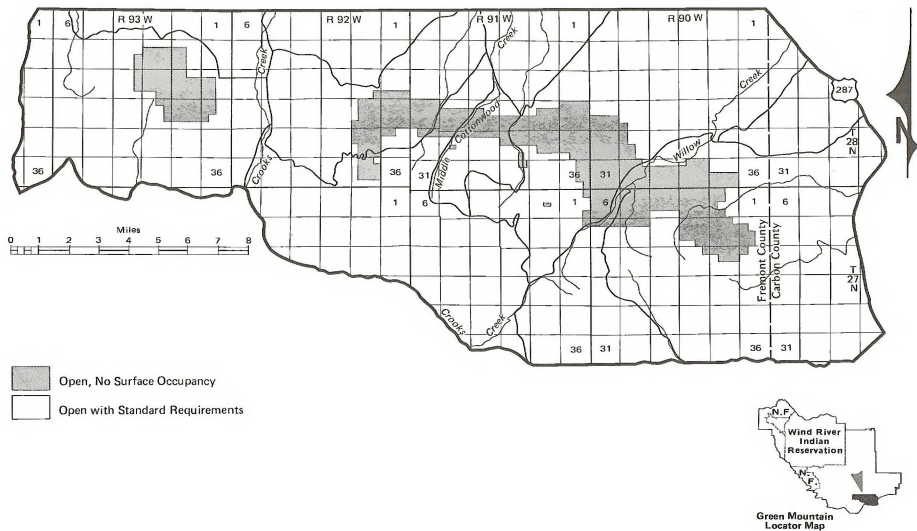 R 93 W
R 92 W
R 91 W
R 90 W
1
6
1
6
1
1
1
Creek
Creek
Creek
287
N
Cottonwood
Middle
Willow
T
28
N
Crooks
36
36
36
31
36
31
36
31
1
6
1
6
1
6
Miles
0 1 2 3 4 5 6 7 8
Fremont County
Carbon County
T
27
N
Crooks
Creek
36
31
36
31
Open, No Surface Occupancy
Open with Standard Requirements
N.F.
Wind River
Indian
Reservation
N.
F.
Green Mountain
Locator Map